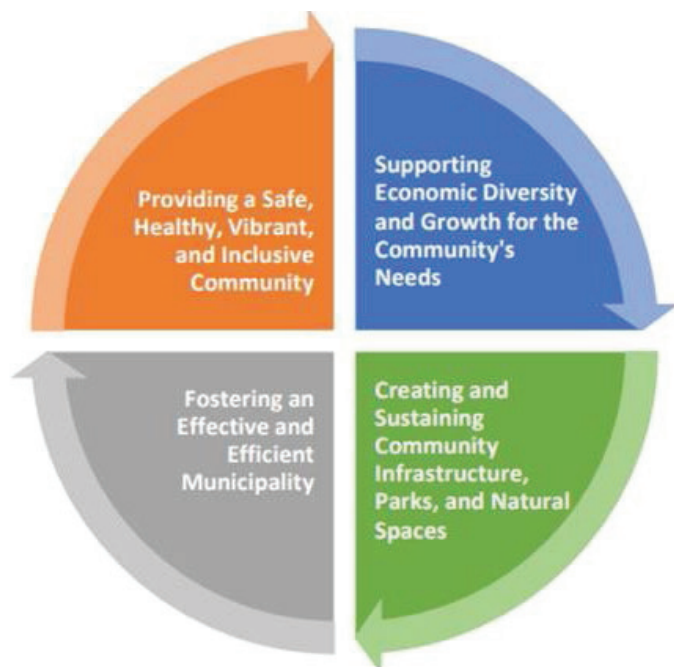 Providing a Safe,
Healthy, Vibrant,
and Inclusive
Community
Supporting
Economic Diversity
and Growth for the
Community's
Needs
Fostering an
Effective and
Efficient
Municipality
Creating and
Sustaining
Community
Infrastructure,
Parks, and Natural
Spaces